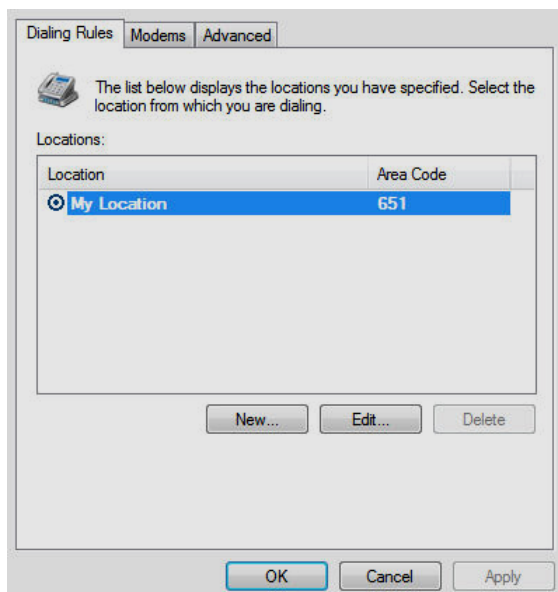 Dialing Rules Modems Advanced
The list below displays the locations you have specified. Select the
location from which you are dialing.
Locations:
Location Area Code
My Location 651
New... Edit... Delete
OK Cancel Apply